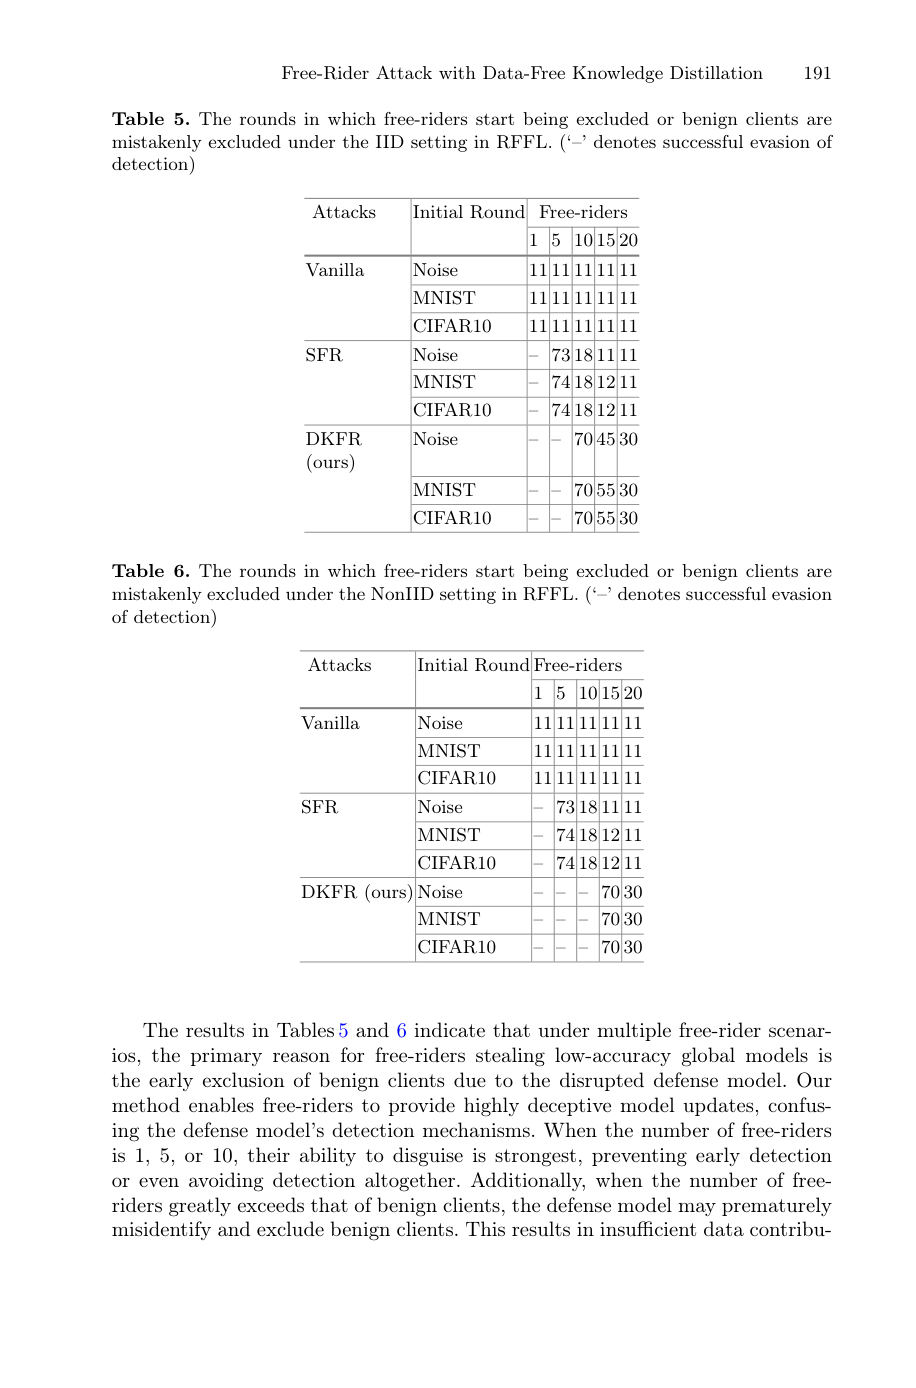 Free-Rider Attack with Data-Free Knowledge Distillation 191
Table 5. The rounds in which free-riders start being excluded or benign clients are
mistakenly excluded under the IID setting in RFFL. (‘–’ denotes successful evasion of
detection)
Attacks Initial Round Free-riders
1 5 10 15 20
Vanilla Noise 11 11 11 11 11
MNIST 11 11 11 11 11
CIFAR10 11 11 11 11 11
SFR Noise – 73 18 11 11
MNIST – 74 18 12 11
CIFAR10 – 74 18 12 11
DKFR Noise – – 70 45 30
(ours)
MNIST – – 70 55 30
CIFAR10 – – 70 55 30
Table 6. The rounds in which free-riders start being excluded or benign clients are
mistakenly excluded under the NonIID setting in RFFL. (‘–’ denotes successful evasion
of detection)
Attacks Initial Round Free-riders
1 5 10 15 20
Vanilla Noise 11 11 11 11 11
MNIST 11 11 11 11 11
CIFAR10 11 11 11 11 11
SFR Noise – 73 18 11 11
MNIST – 74 18 12 11
CIFAR10 – 74 18 12 11
DKFR (ours) Noise – – – 70 30
MNIST – – – 70 30
CIFAR10 – – – 70 30
The results in Tables 5 and 6 indicate that under multiple free-rider scenar-
ios, the primary reason for free-riders stealing low-accuracy global models is
the early exclusion of benign clients due to the disrupted defense model. Our
method enables free-riders to provide highly deceptive model updates, confus-
ing the defense model’s detection mechanisms. When the number of free-riders
is 1, 5, or 10, their ability to disguise is strongest, preventing early detection
or even avoiding detection altogether. Additionally, when the number of free-
riders greatly exceeds that of benign clients, the defense model may prematurely
misidentify and exclude benign clients. This results in insufficient data contribu-